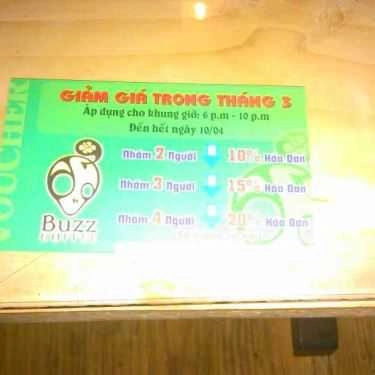 VOUCHER
GIẢM GIÁ TRONG THÁNG 3
Áp dụng cho khung giờ: 6 p.m - 10 p.m
Đến hết ngày 10/04
Nhóm 2 Người 10% Hóa Đơn
Nhóm 3 Người 15% Hóa Đơn
Nhóm 4 Người 20% Hóa Đơn
Buzz
COFFEE